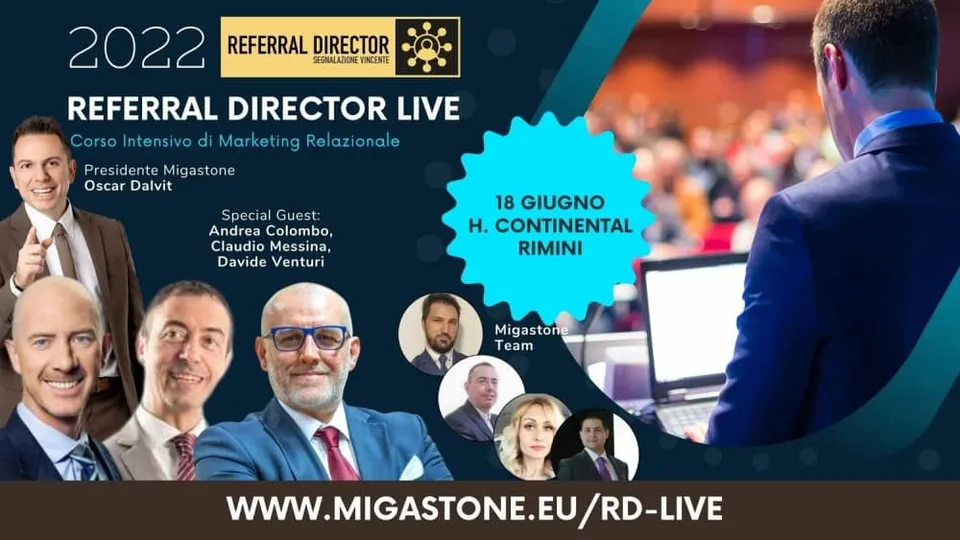 2022
REFERRAL DIRECTOR
SEGNALAZIONE VINCENTE
REFERRAL DIRECTOR LIVE
Corso Intensivo di Marketing Relazionale
Presidente Migastone
Oscar Dalvit
Special Guest:
Andrea Colombo,
Claudio Messina,
Davide Venturi
18 GIUGNO
H. CONTINENTAL
RIMINI
Migastone
Team
WWW.MIGASTONE.EU/RD-LIVE